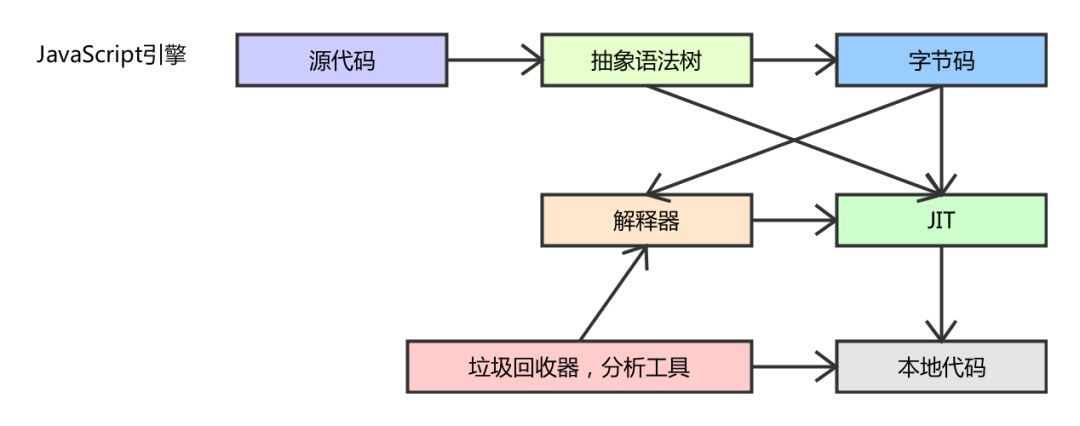 JavaScript引擎
源代码
抽象语法树
字节码
解释器
JIT
垃圾回收器，分析工具
本地代码